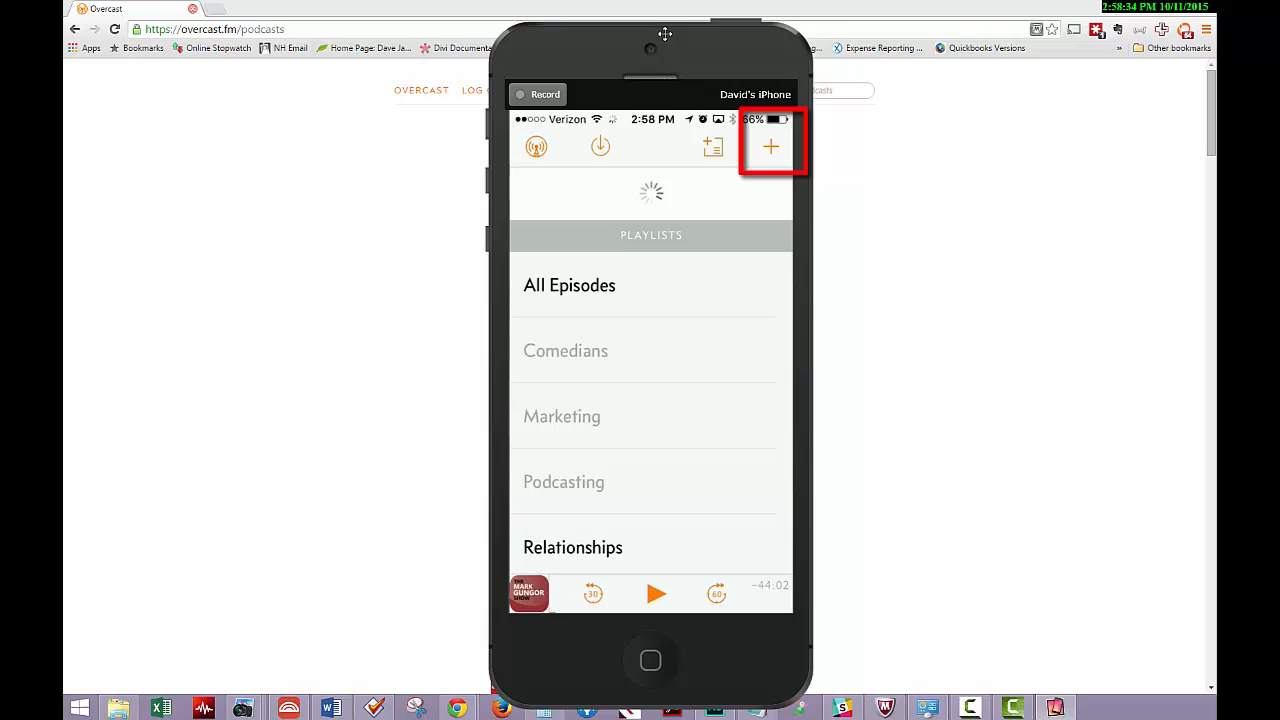 2:58:34 PM 10/11/2015
Overcast
https://overcast.fm/podcasts
Apps Bookmarks Online Stopwatch NH Email Home Page: Dave Ja... Divi Documenta
Expense Reporting ... Quickbooks Versions » Other bookmarks
OVERCAST LOG
Record David's iPhone
Verizon 2:58 PM 66%
PLAYLISTS
All Episodes
Comedians
Marketing
Podcasting
Relationships
THE
MARK
GUNGOR
SHOW
30 60 -44:02